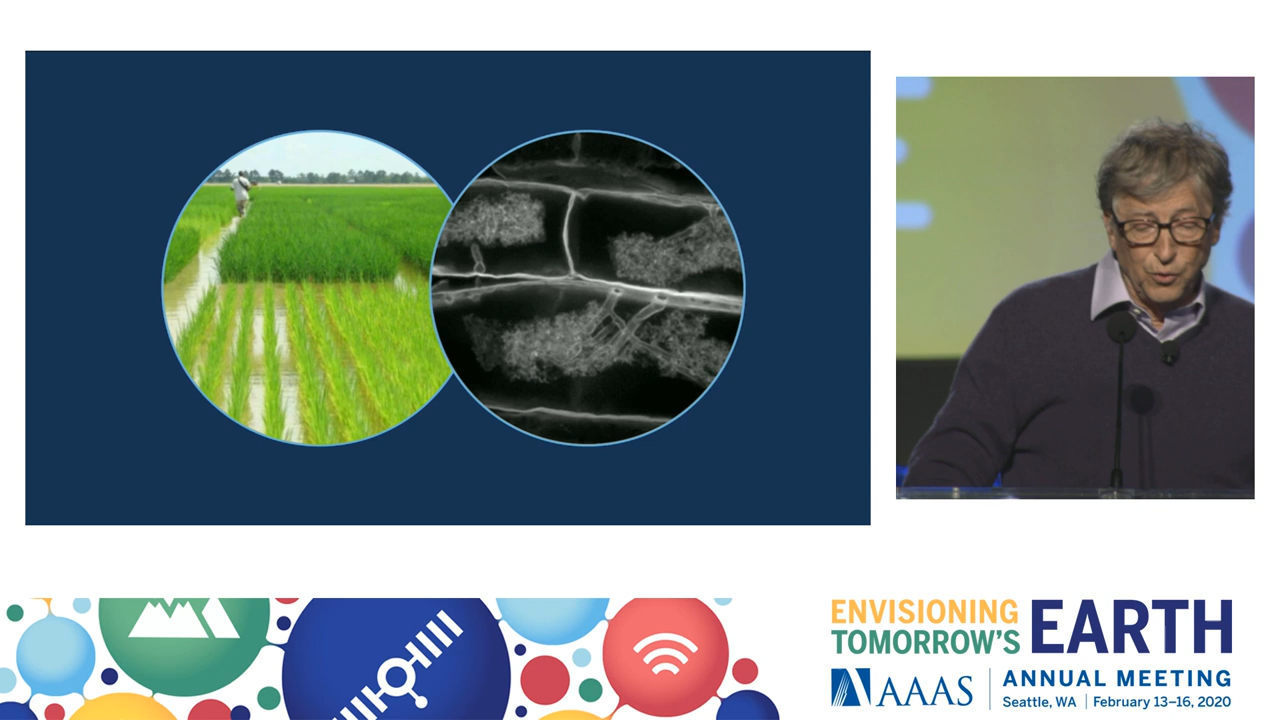 ENVISIONING
TOMORROW'S
EARTH
AAAS
ANNUAL MEETING
Seattle, WA | February 13–16, 2020